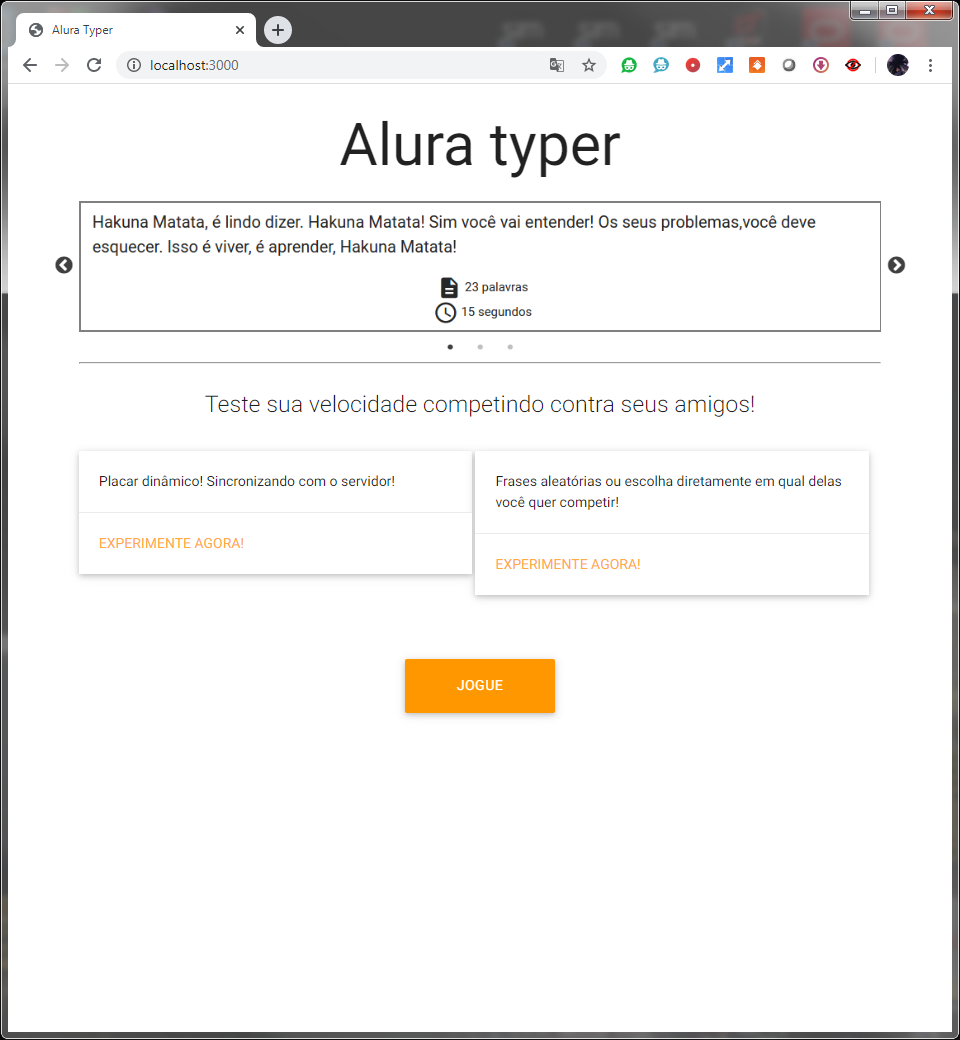 Alura Typer
localhost:3000
Alura typer
Hakuna Matata, é lindo dizer. Hakuna Matata! Sim você vai entender! Os seus problemas,você deve
esquecer. Isso é viver, é aprender, Hakuna Matata!
23 palavras
15 segundos
Teste sua velocidade competindo contra seus amigos!
Placar dinâmico! Sincronizando com o servidor!
EXPERIMENTE AGORA!
Frases aleatórias ou escolha diretamente em qual delas
você quer competir!
EXPERIMENTE AGORA!
JOGUE